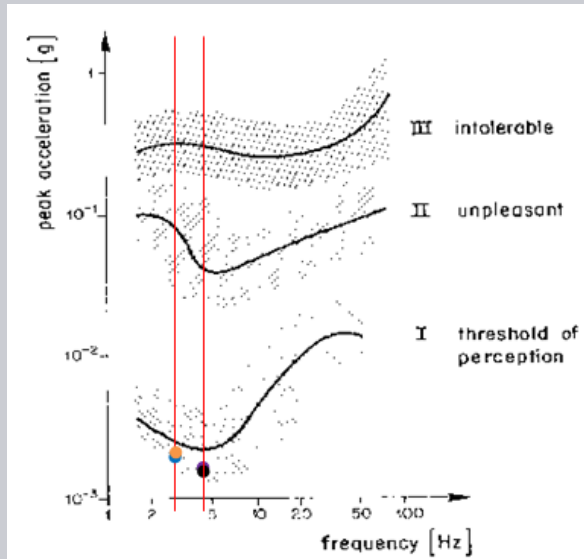 peak acceleration [g]
1
III intolerable
10⁻¹
II unpleasant
10⁻²
I threshold of
perception
10⁻³
1 2 5 10 20 50 100
frequency [Hz]